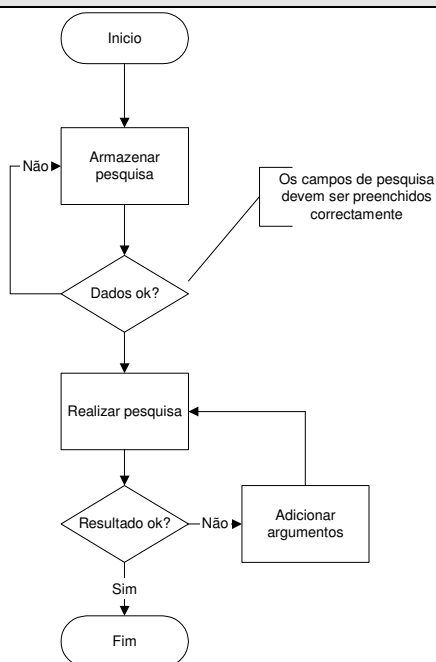 Inicio
Armazenar
pesquisa
Não
Os campos de pesquisa
devem ser preenchidos
correctamente
Dados ok?
Realizar pesquisa
Resultado ok?
Não
Adicionar
argumentos
Sim
Fim